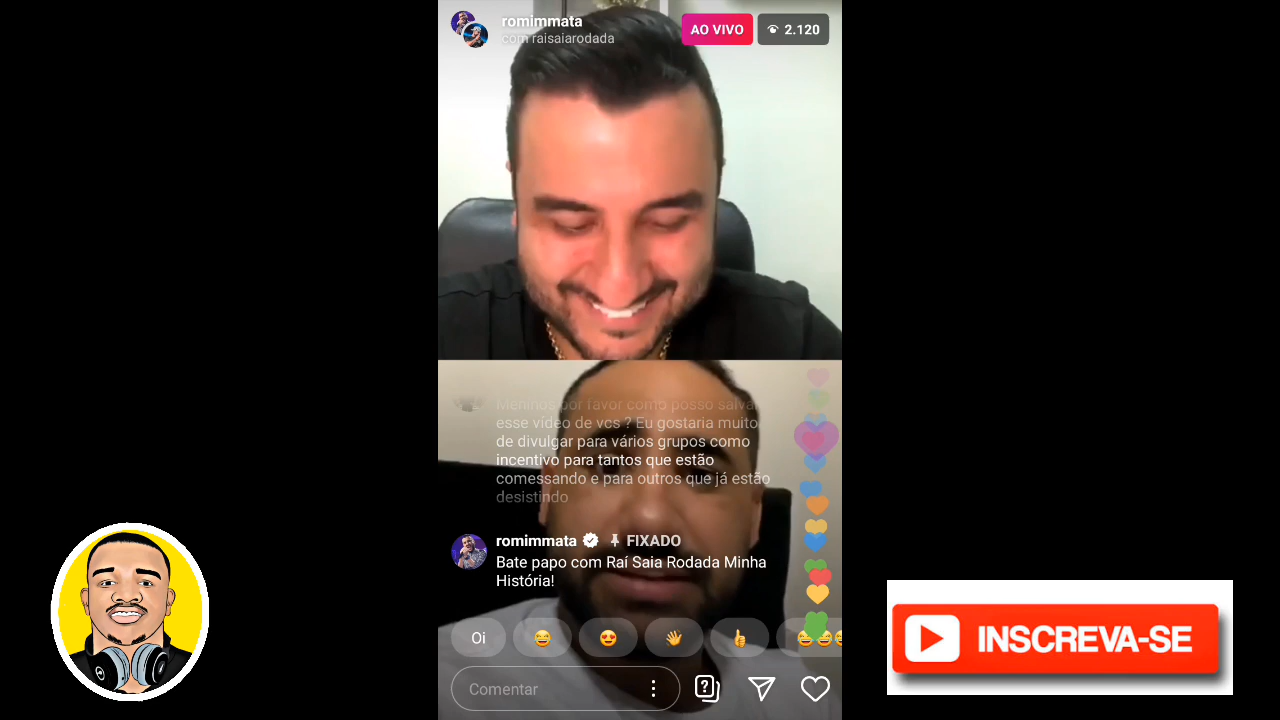 romimmata
com raisaiarodada
AO VIVO
2.120
Meninos por favor como posso salvar
esse vídeo de vcs ? Eu gostaria muito
de divulgar para vários grupos como
incentivo para tantos que estão
comessando e para outros que já estão
desistindo
romimmata FIXADO
Bate papo com Raí Saia Rodada Minha
História!
Oi
Comentar
INSCREVA-SE